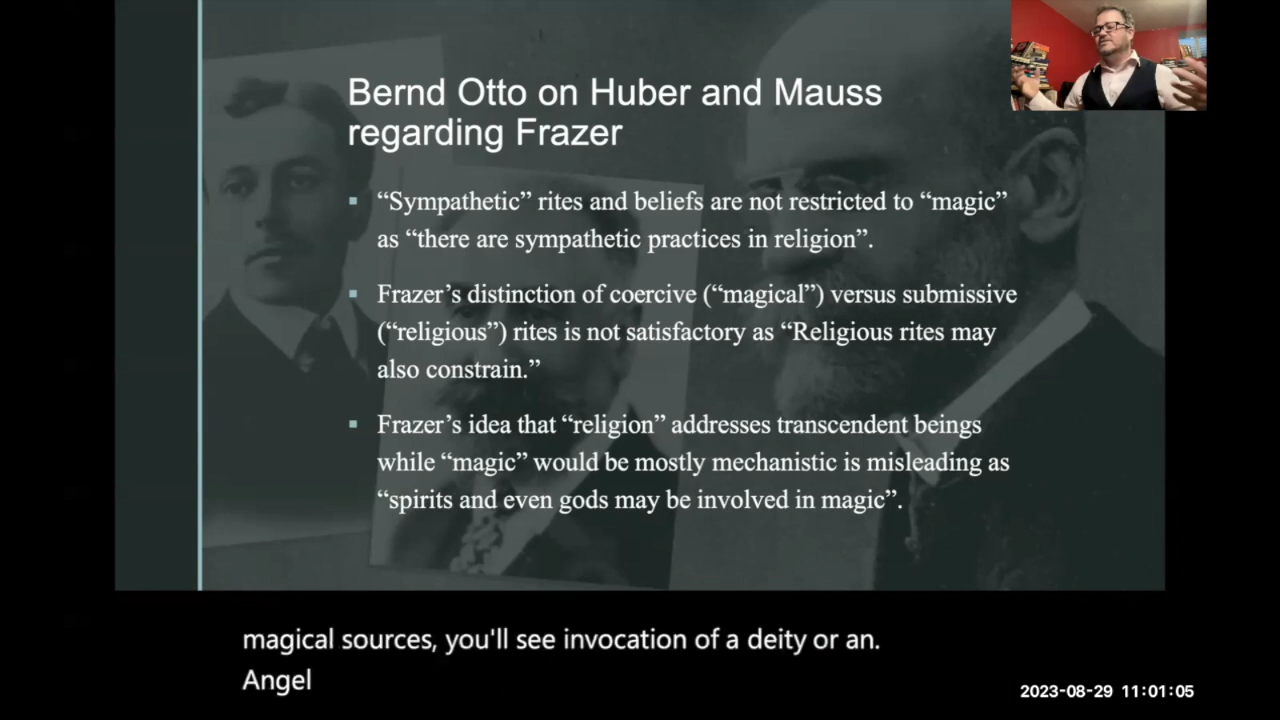 Bernd Otto on Huber and Mauss
regarding Frazer
▪ “Sympathetic” rites and beliefs are not restricted to “magic”
as “there are sympathetic practices in religion”.
▪ Frazer’s distinction of coercive (“magical”) versus submissive
(“religious”) rites is not satisfactory as “Religious rites may
also constrain.”
▪ Frazer’s idea that “religion” addresses transcendent beings
while “magic” would be mostly mechanistic is misleading as
“spirits and even gods may be involved in magic”.
magical sources, you'll see invocation of a deity or an.
Angel
2023-08-29 11:01:05